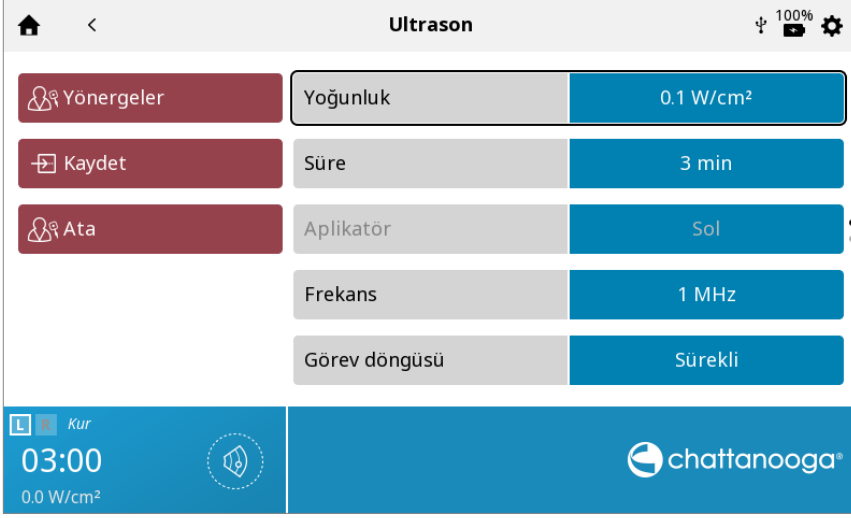 Ultrason
100%
Yönergeler
Kaydet
Ata
Yoğunluk 0.1 W/cm²
Süre 3 min
Aplikatör Sol
Frekans 1 MHz
Görev döngüsü Sürekli
L R Kur
03:00
0.0 W/cm²
chattanooga®